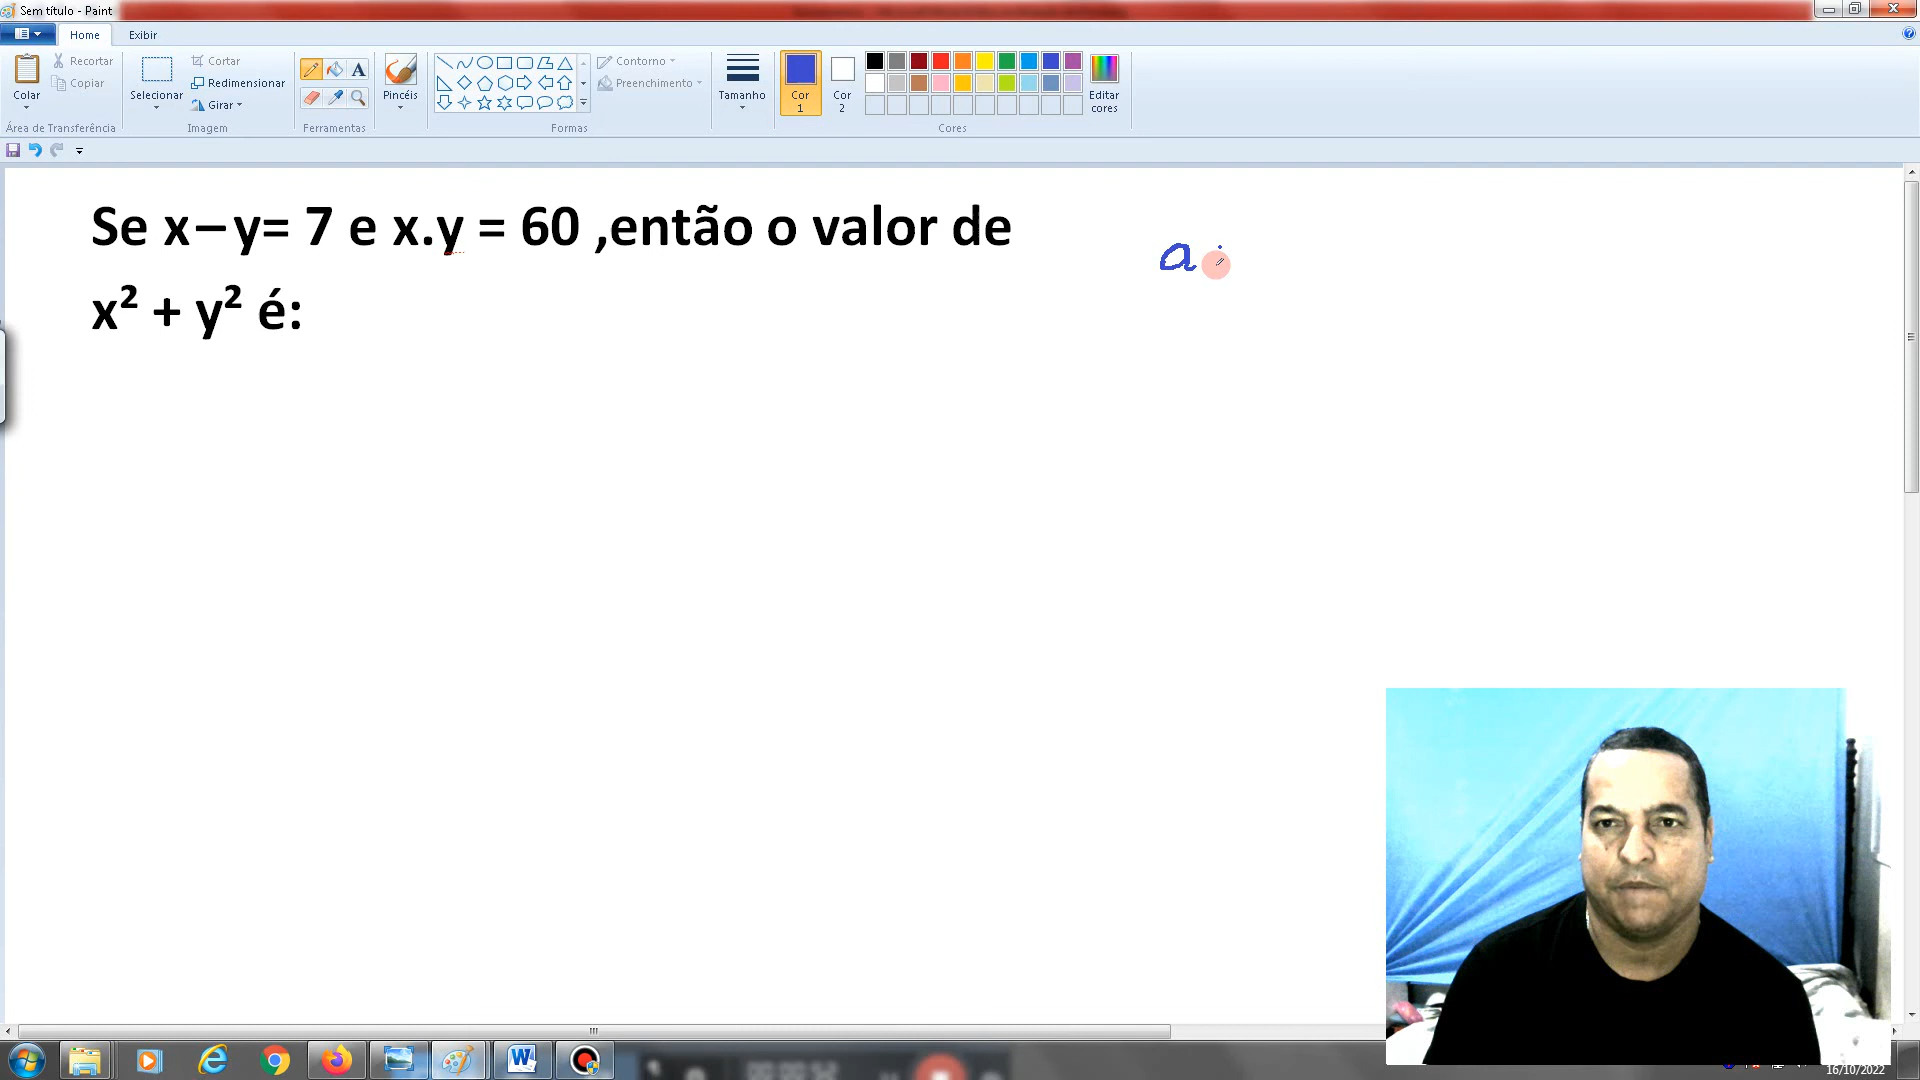 Sem título - Paint
Home Exibir
Colar Recortar Copiar
Selecionar Cortar Redimensionar Girar
Pincéis
Contorno
Preenchimento
Tamanho
Cor 1
Cor 2
Editar cores
Área de Transferência Imagem Ferramentas Formas Cores
Se x–y= 7 e x.y = 60 ,então o valor de
x² + y² é:
a
16/10/2022